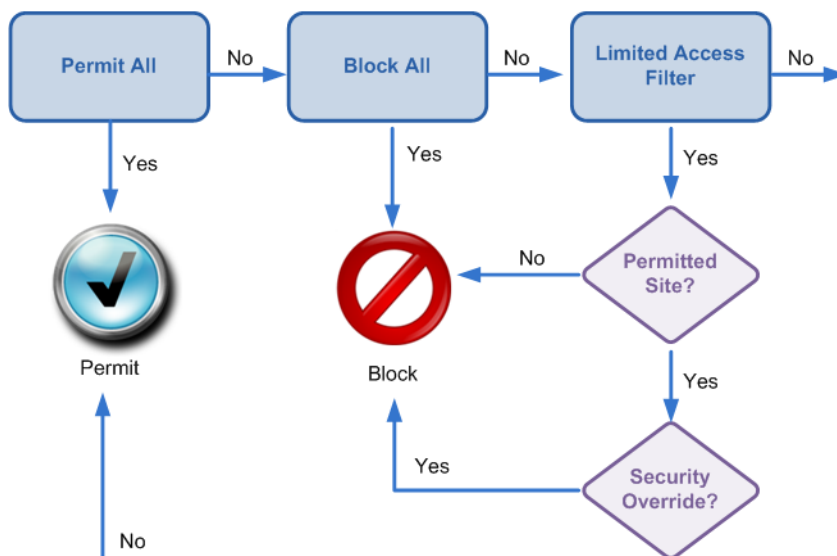 Permit All
No
Block All
No
Limited Access
Filter
No
Yes
Yes
Yes
No
Permitted
Site?
Permit
Block
Yes
Yes
Security
Override?
No